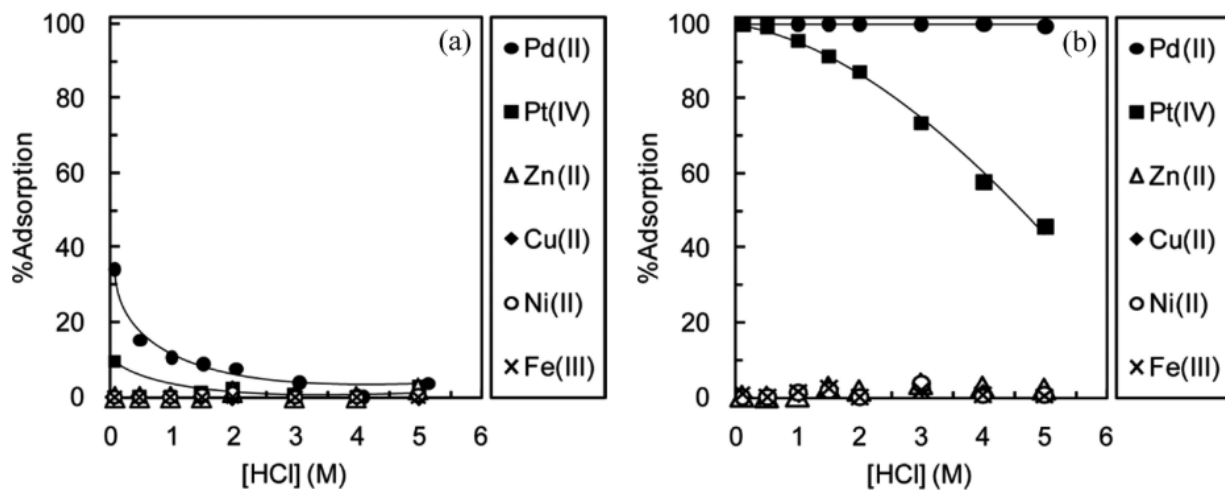 100
80
60
40
20
0
%Adsorption
0 1 2 3 4 5 6
[HCl] (M)
(a)
Pd(II)
Pt(IV)
Zn(II)
Cu(II)
Ni(II)
Fe(III)
100
80
60
40
20
0
%Adsorption
0 1 2 3 4 5 6
[HCl] (M)
(b)
Pd(II)
Pt(IV)
Zn(II)
Cu(II)
Ni(II)
Fe(III)